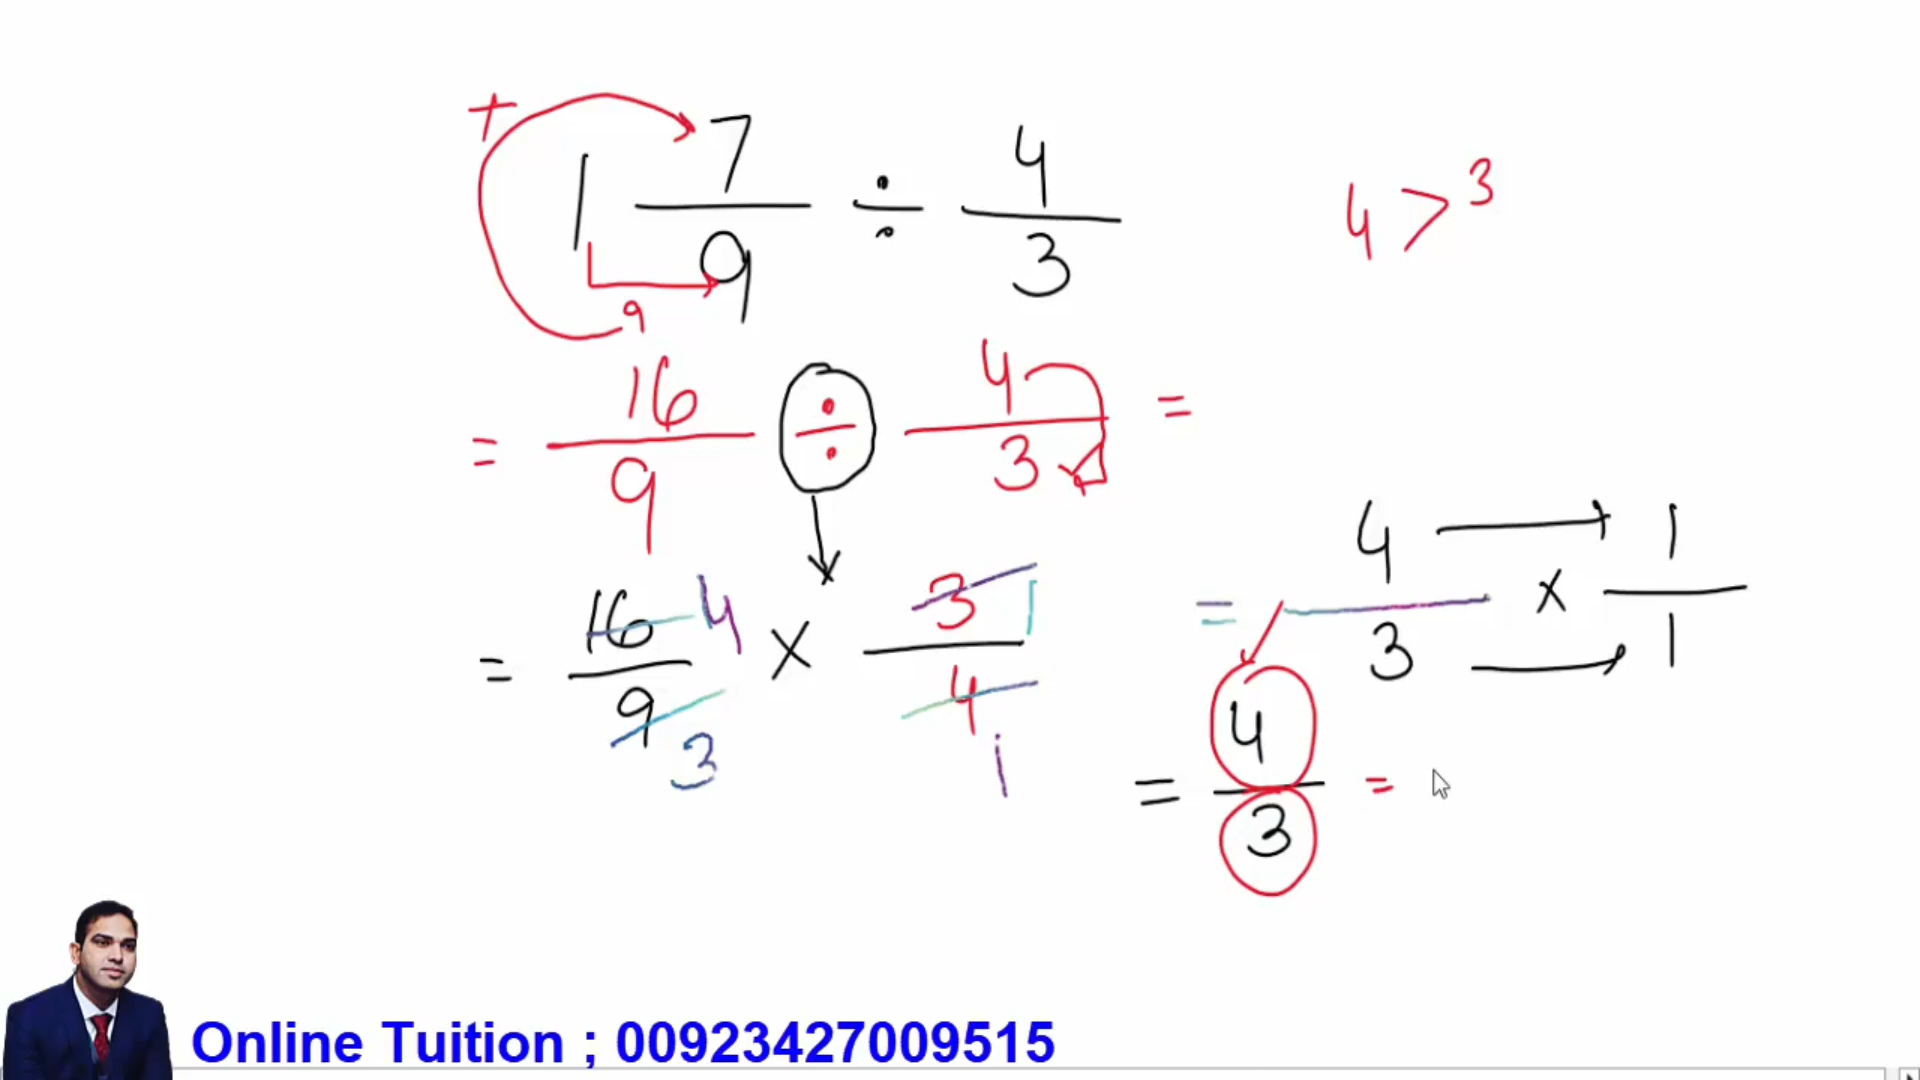 +
1 7/9 ÷ 4/3
9
4 > 3
= 16/9 ÷ 4/3 =
= 16/9 × 3/4
4 1
3 1
= 4/3 × 1/1
= 4/3 =
Online Tuition ; 00923427009515